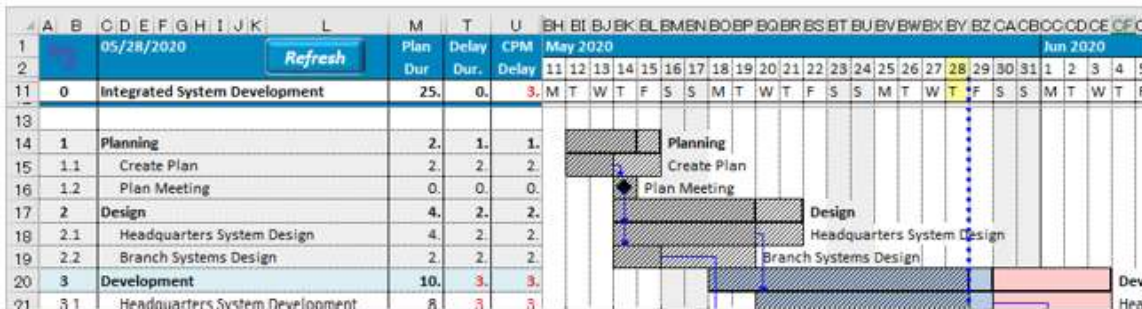 A B C D E F G H I J K L M T U BH BI BJ BK BL BM BN BO BP BQ BR BS BT BU BV BW BX BY BZ CA CB CC CD CE CF
1 05/28/2020 Refresh Plan Delay CPM May 2020 Jun 2020
2 Dur Dur. Delay 11 12 13 14 15 16 17 18 19 20 21 22 23 24 25 26 27 28 29 30 31 1 2 3 4
11 0 Integrated System Development 25. 0. 3. M T W T F S S M T W T F S S M T W T F S S M T W T
13
14 1 Planning 2. 1. 1. Planning
15 1.1 Create Plan 2. 2. 2. Create Plan
16 1.2 Plan Meeting 0. 0. 0. Plan Meeting
17 2 Design 4. 2. 2. Design
18 2.1 Headquarters System Design 4. 2. 2. Headquarters System Design
19 2.2 Branch Systems Design 2. 2. 2. Branch Systems Design
20 3 Development 10. 3. 3. Dev
21 3.1 Headquarters System Development 8 3 3 Hea